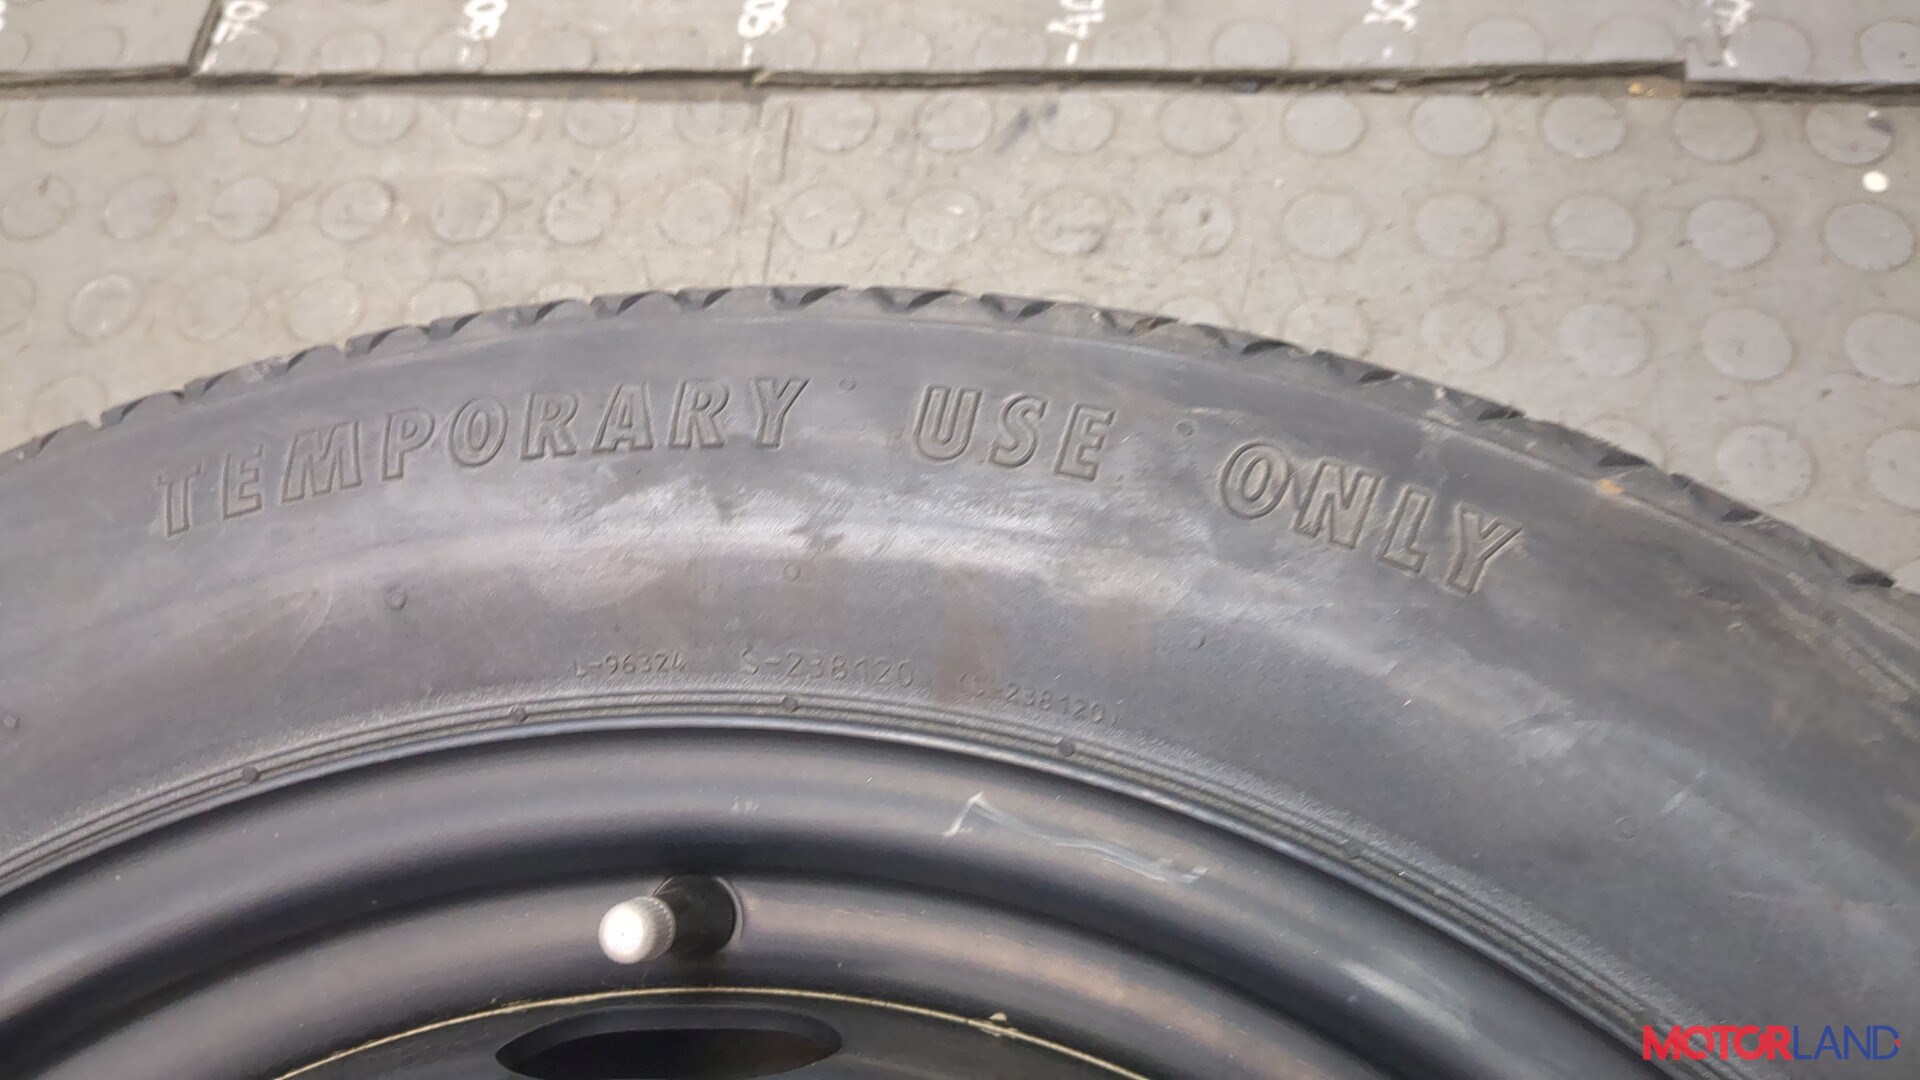 TEMPORARY USE ONLY
L-96324 S-238120
MOTORLAND